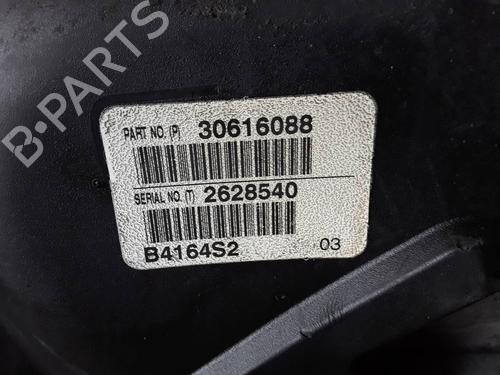 B-PARTS
PART NO. (P) 30616088
SERIAL NO. (T) 2628540
B4164S2 03